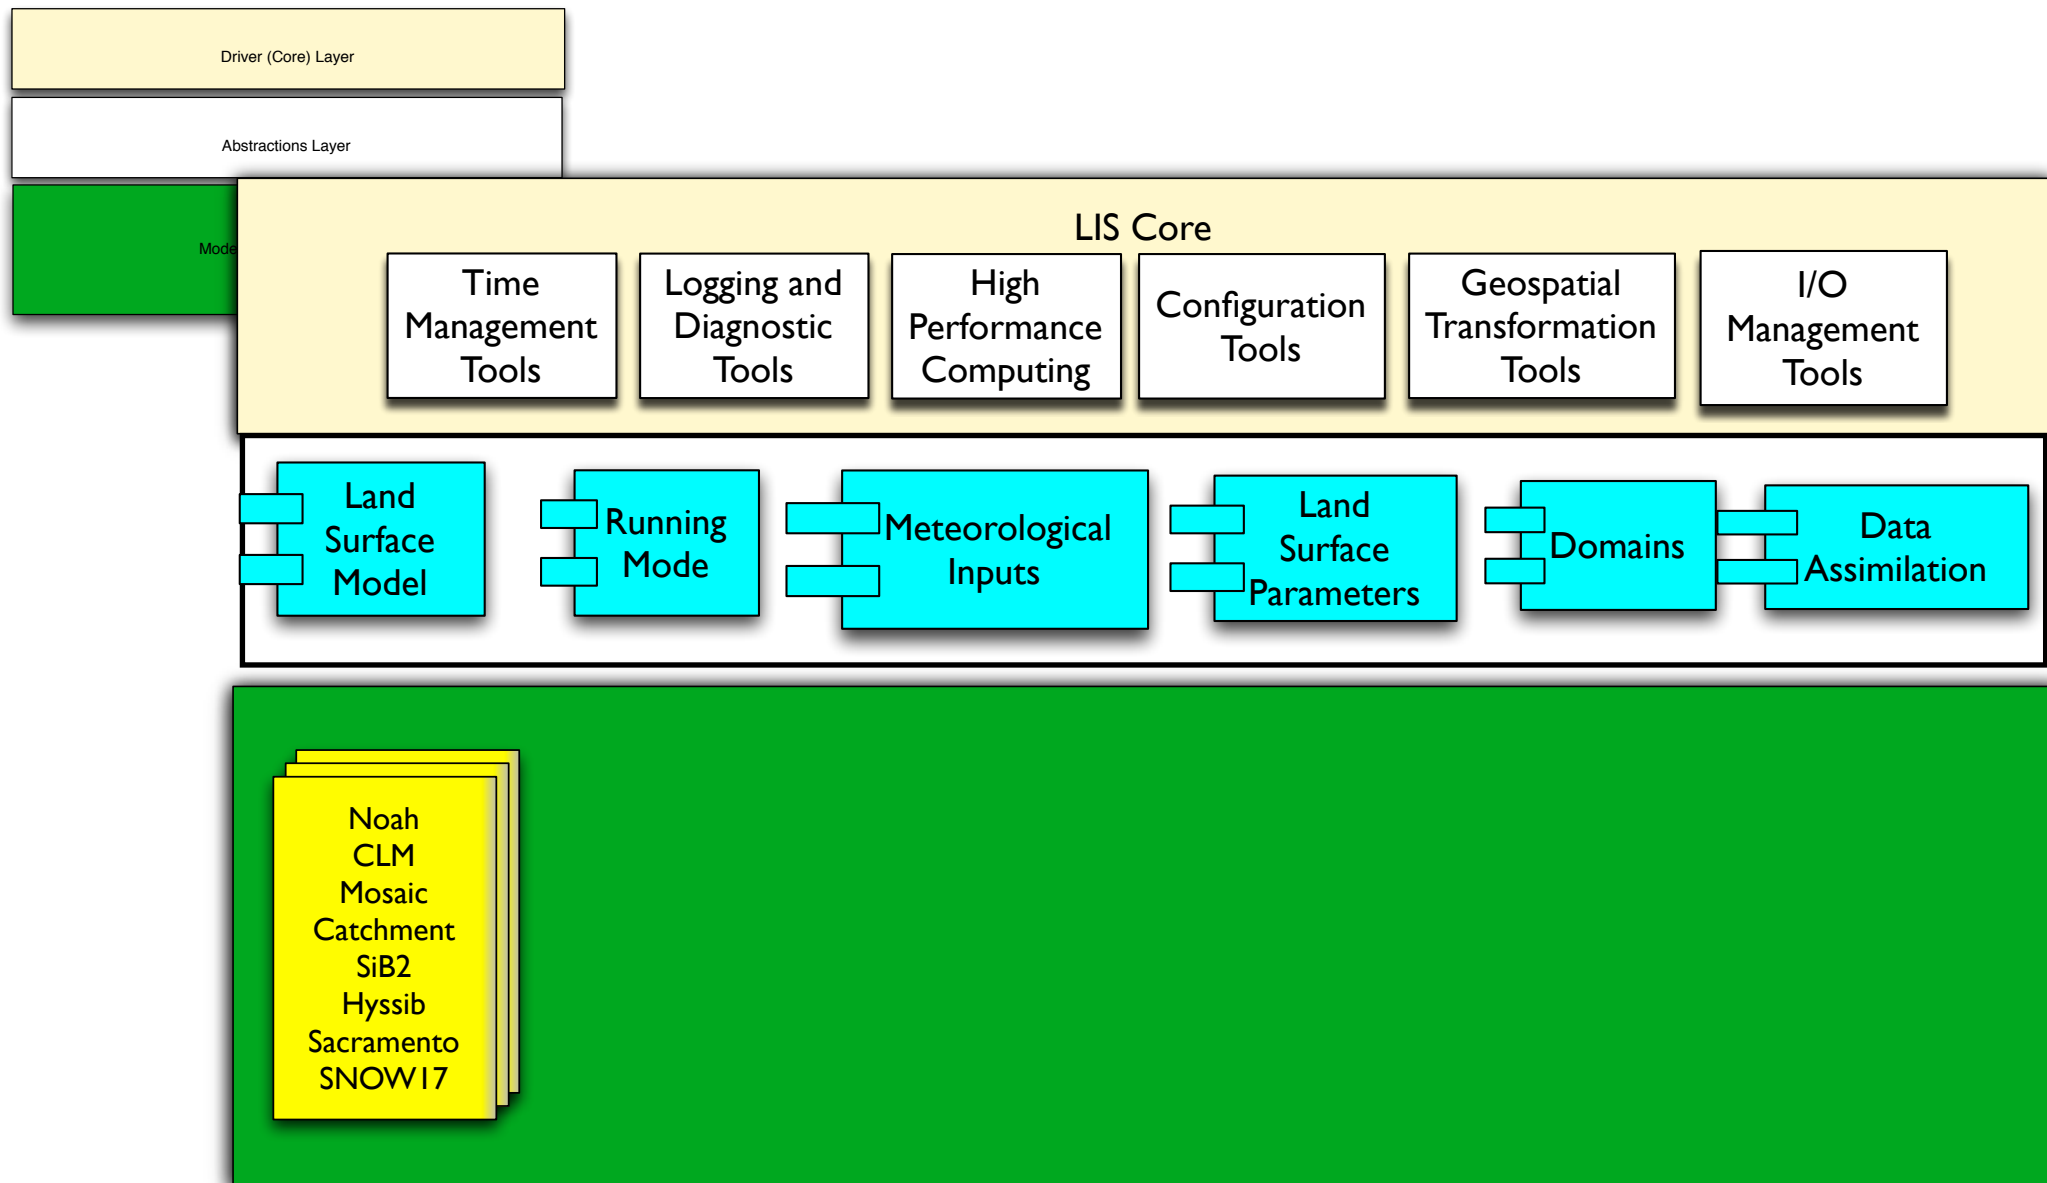 Driver (Core) Layer
Abstractions Layer
Mode
LIS Core
Time
Management
Tools
Logging and
Diagnostic
Tools
High
Performance
Computing
Configuration
Tools
Geospatial
Transformation
Tools
I/O
Management
Tools
Land
Surface
Model
Running
Mode
Meteorological
Inputs
Land
Surface
Parameters
Domains
Data
Assimilation
Noah
CLM
Mosaic
Catchment
SiB2
Hyssib
Sacramento
SNOW17